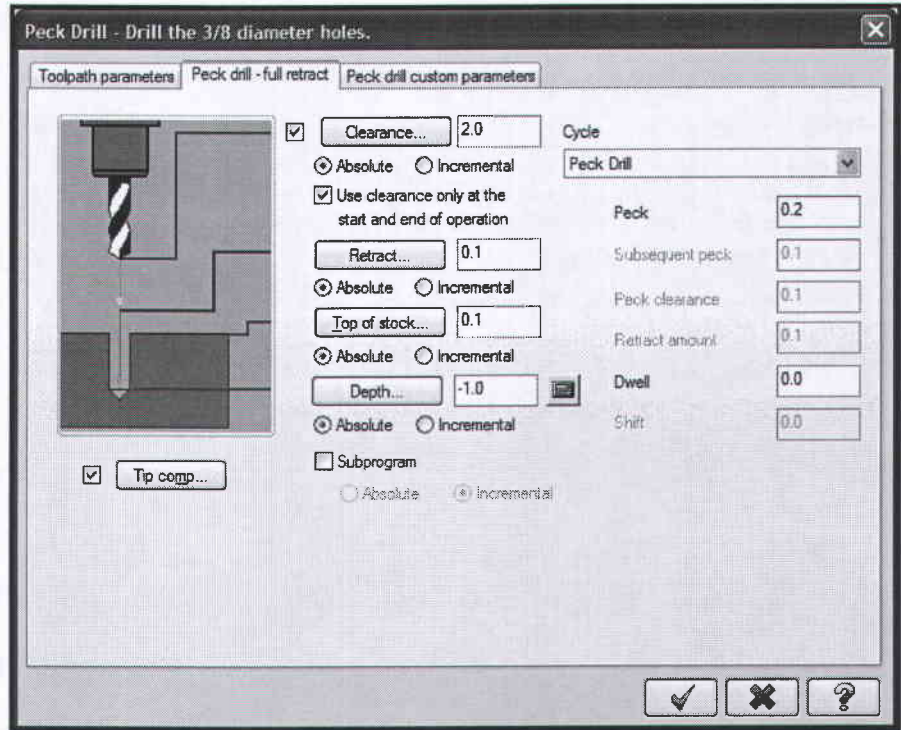 Peck Drill - Drill the 3/8 diameter holes.
Toolpath parameters
Peck drill - full retract
Peck drill custom parameters
Clearance...
2.0
Absolute
Incremental
Use clearance only at the
start and end of operation
Retract...
0.1
Absolute
Incremental
Top of stock...
0.1
Absolute
Incremental
Depth...
-1.0
Absolute
Incremental
Subprogram
Absolute
Incremental
Tip comp...
Cycle
Peck Drill
Peck
0.2
Subsequent peck
0.1
Peck clearance
0.1
Retract amount
0.1
Dwell
0.0
Shift
0.0
?